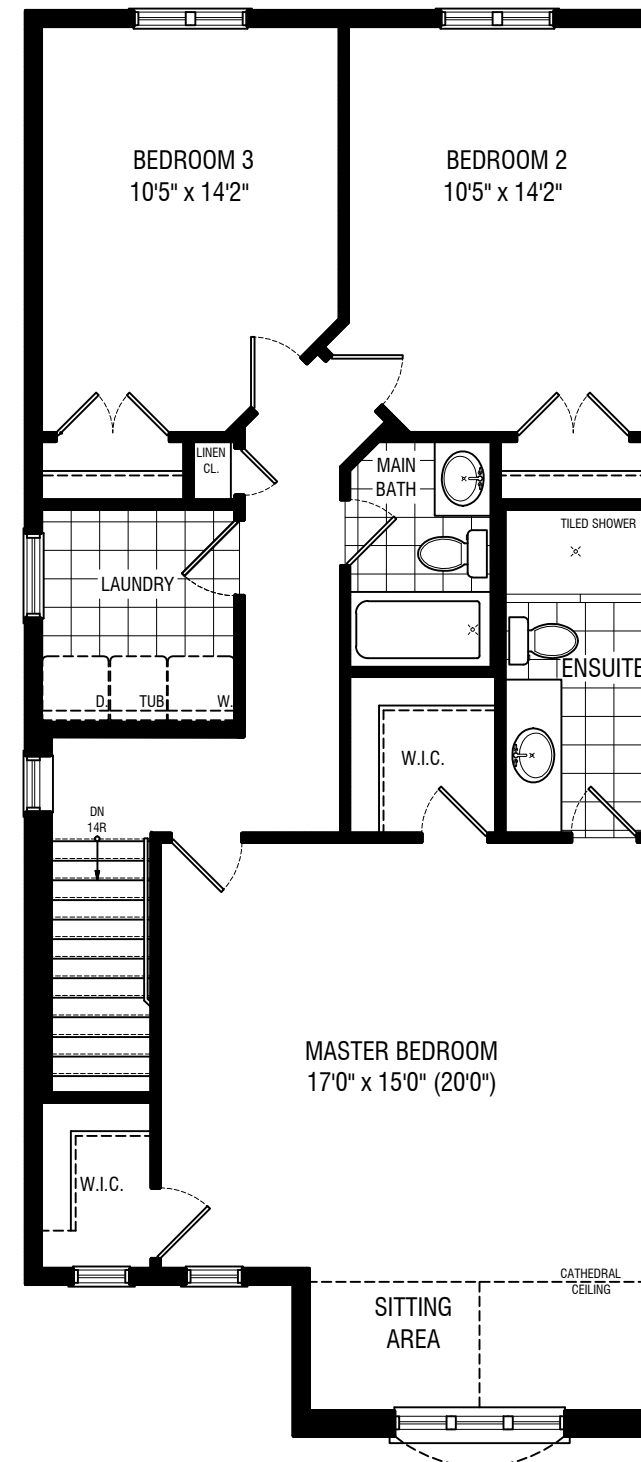 BEDROOM 3
10'5" x 14'2"
BEDROOM 2
10'5" x 14'2"
LINEN
CL.
MAIN
BATH
TILED SHOWER
LAUNDRY
ENSUITE
D.
TUB
W.
W.I.C.
DN
14R
MASTER BEDROOM
17'0" x 15'0" (20'0")
W.I.C.
CATHEDRAL
CEILING
SITTING
AREA